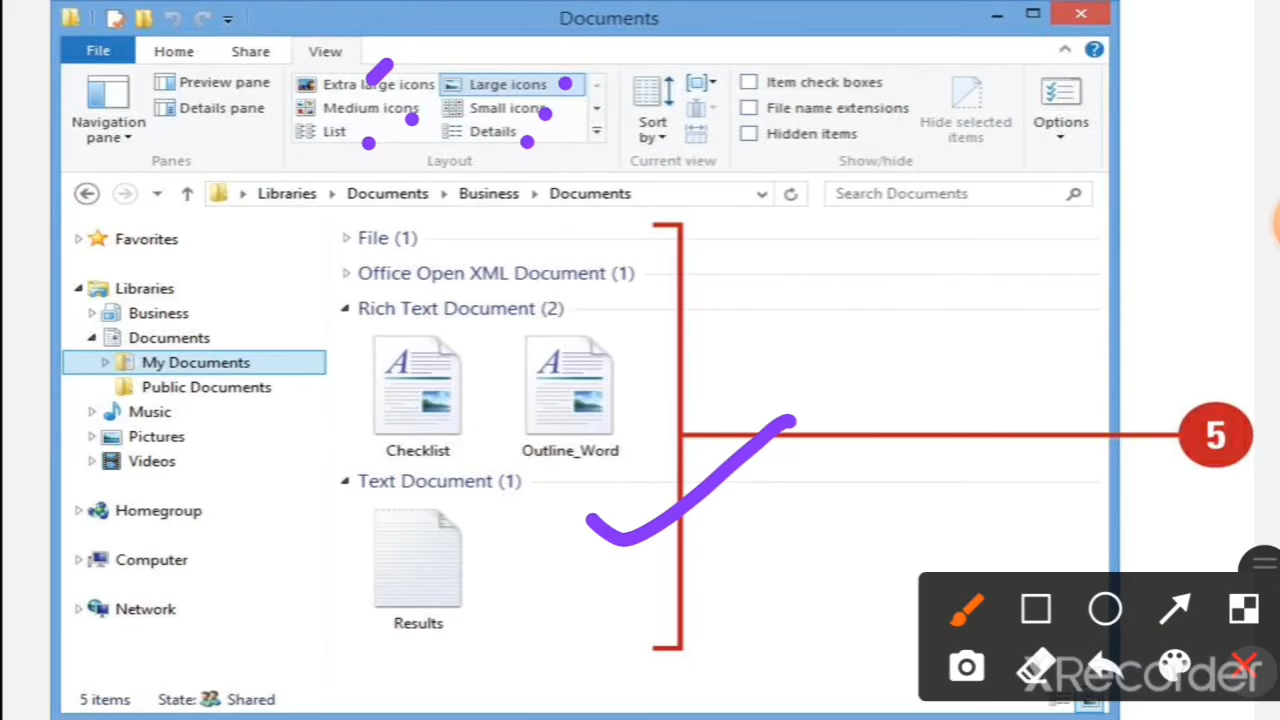 Documents
File Home Share View
Preview pane Extra large icons Large icons Item check boxes
Details pane Medium icons Small icons File name extensions
Navigation pane List Details Sort by Hidden items Hide selected items Options
Panes Layout Current view Show/hide
Libraries Documents Business Documents Search Documents
Favorites
Libraries
Business
Documents
My Documents
Public Documents
Music
Pictures
Videos
Homegroup
Computer
Network
File (1)
Office Open XML Document (1)
Rich Text Document (2)
Checklist Outline_Word
Text Document (1)
Results
5
5 items State: Shared
XRecorder